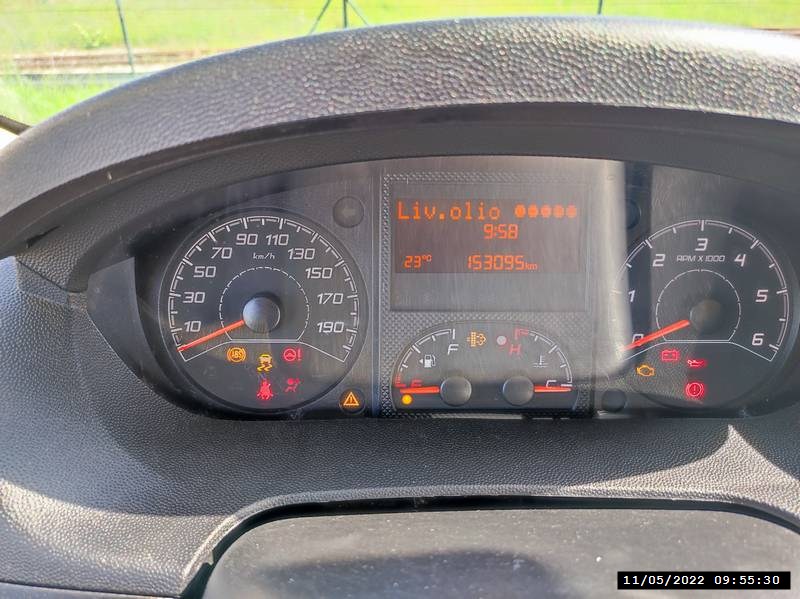 Liv.olio
9:58
23°C 153095km
10 30 50 70 90 110 130 150 170 190
km/h
0 1 2 3 4 5 6
RPM X 1000
ABS
E F
H C
11/05/2022 09:55:30